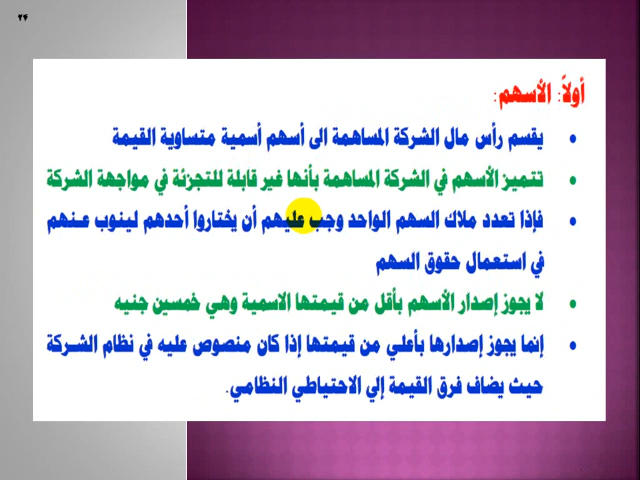 ٢٤
أولاً: الأسهم:
• يقسم رأس مال الشركة المساهمة الى أسهم أسمية متساوية القيمة
• تتميز الأسهم في الشركة المساهمة بأنها غير قابلة للتجزئة في مواجهة الشركة
• فإذا تعدد ملاك السهم الواحد وجب عليهم أن يختاروا أحدهم لينوب عنهم
في استعمال حقوق السهم
• لا يجوز إصدار الأسهم بأقل من قيمتها الاسمية وهي خمسين جنيه
• إنما يجوز إصدارها بأعلي من قيمتها إذا كان منصوص عليه في نظام الشركة
حيث يضاف فرق القيمة إلي الاحتياطي النظامي.